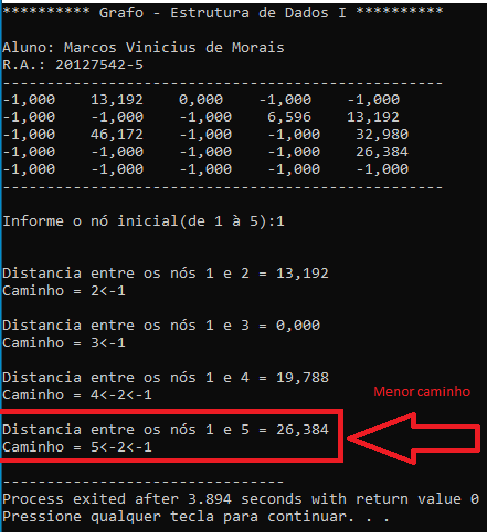 ********** Grafo - Estrutura de Dados I **********
Aluno: Marcos Vinicius de Morais
R.A.: 20127542-5
--------------------------------------------------
-1,000 13,192 0,000 -1,000 -1,000
-1,000 -1,000 -1,000 6,596 13,192
-1,000 46,172 -1,000 -1,000 32,980
-1,000 -1,000 -1,000 -1,000 26,384
-1,000 -1,000 -1,000 -1,000 -1,000
--------------------------------------------------
Informe o nó inicial(de 1 à 5):1
Distancia entre os nós 1 e 2 = 13,192
Caminho = 2<-1
Distancia entre os nós 1 e 3 = 0,000
Caminho = 3<-1
Distancia entre os nós 1 e 4 = 19,788
Caminho = 4<-2<-1
Menor caminho
Distancia entre os nós 1 e 5 = 26,384
Caminho = 5<-2<-1
--------------------------------
Process exited after 3.894 seconds with return value 0
Pressione qualquer tecla para continuar. . .